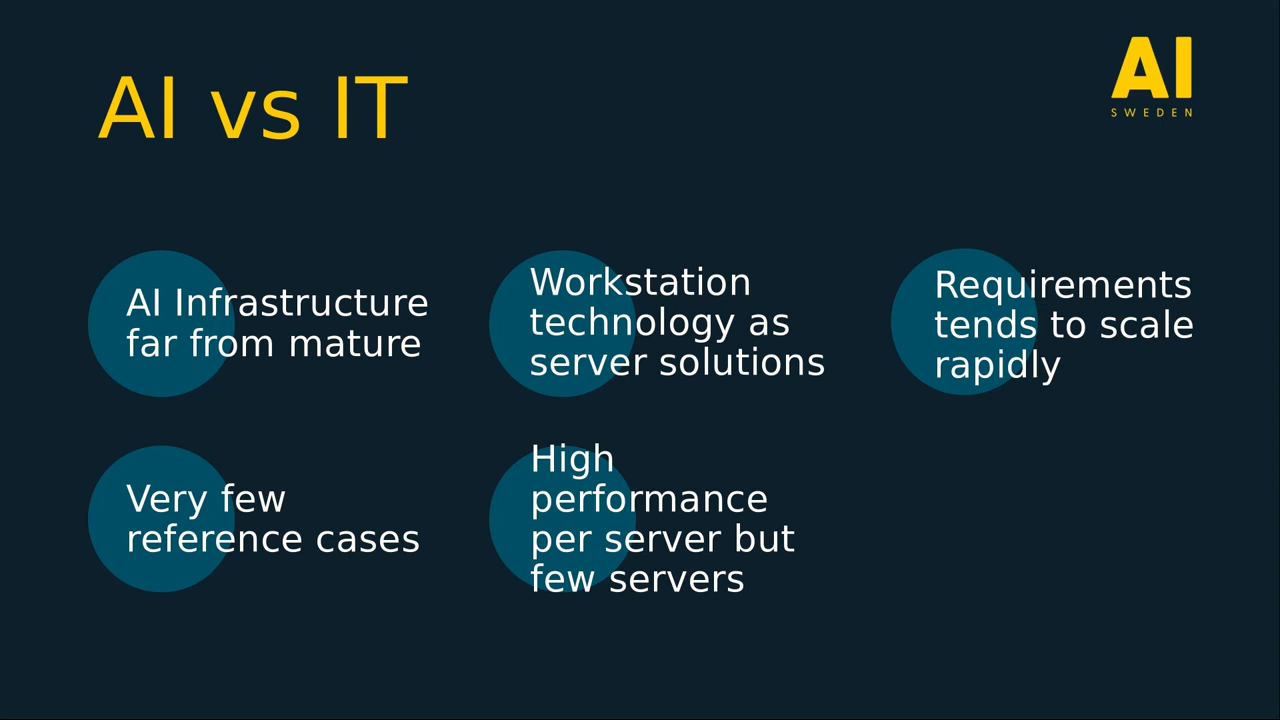 AI vs IT
AI
SWEDEN
AI Infrastructure
far from mature
Workstation
technology as
server solutions
Requirements
tends to scale
rapidly
Very few
reference cases
High
performance
per server but
few servers